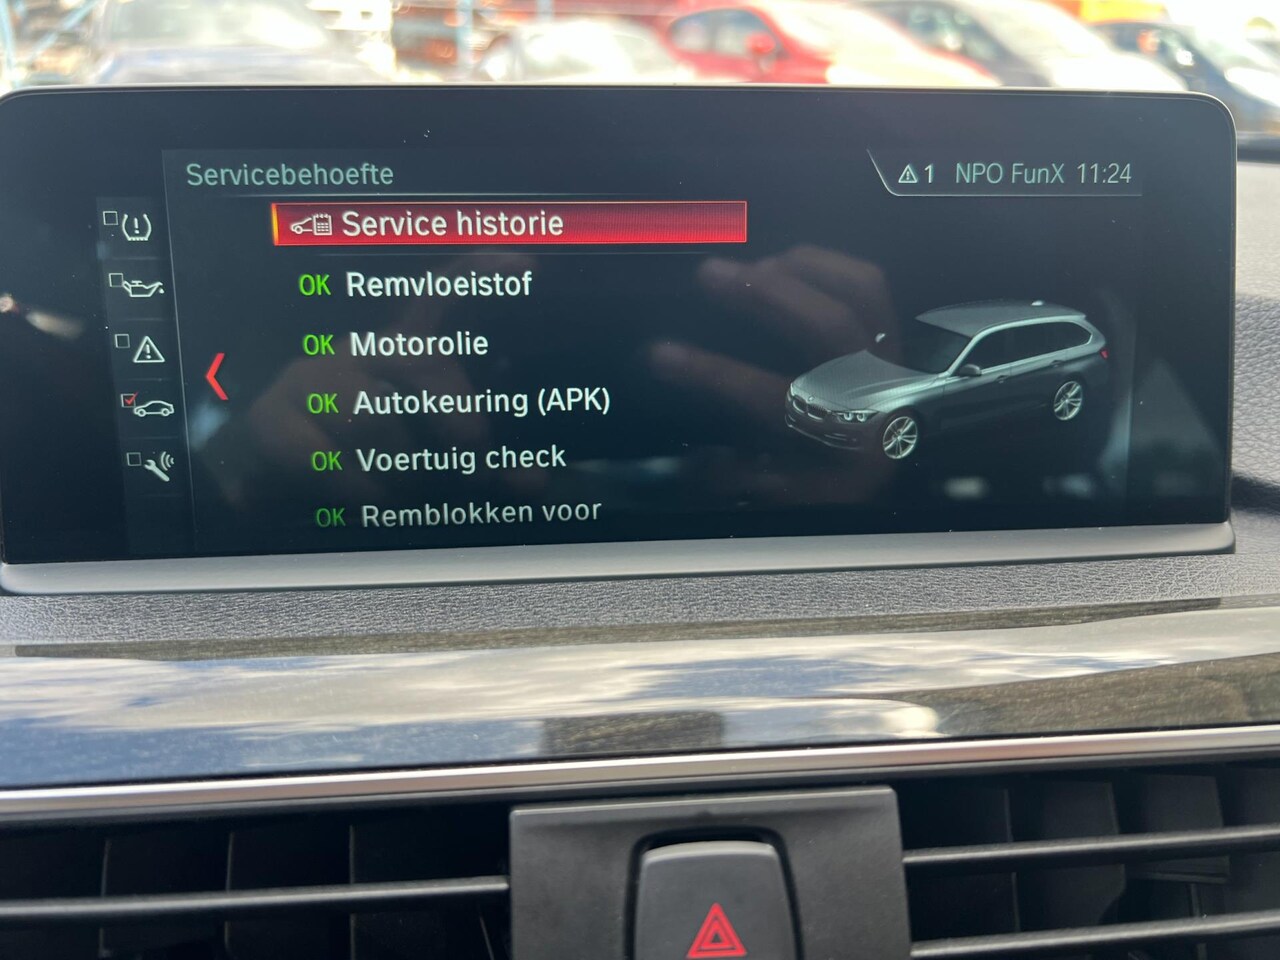 Servicebehoefte
1 NPO FunX 11:24
Service historie
OK Remvloeistof
OK Motorolie
OK Autokeuring (APK)
OK Voertuig check
OK Remblokken voor